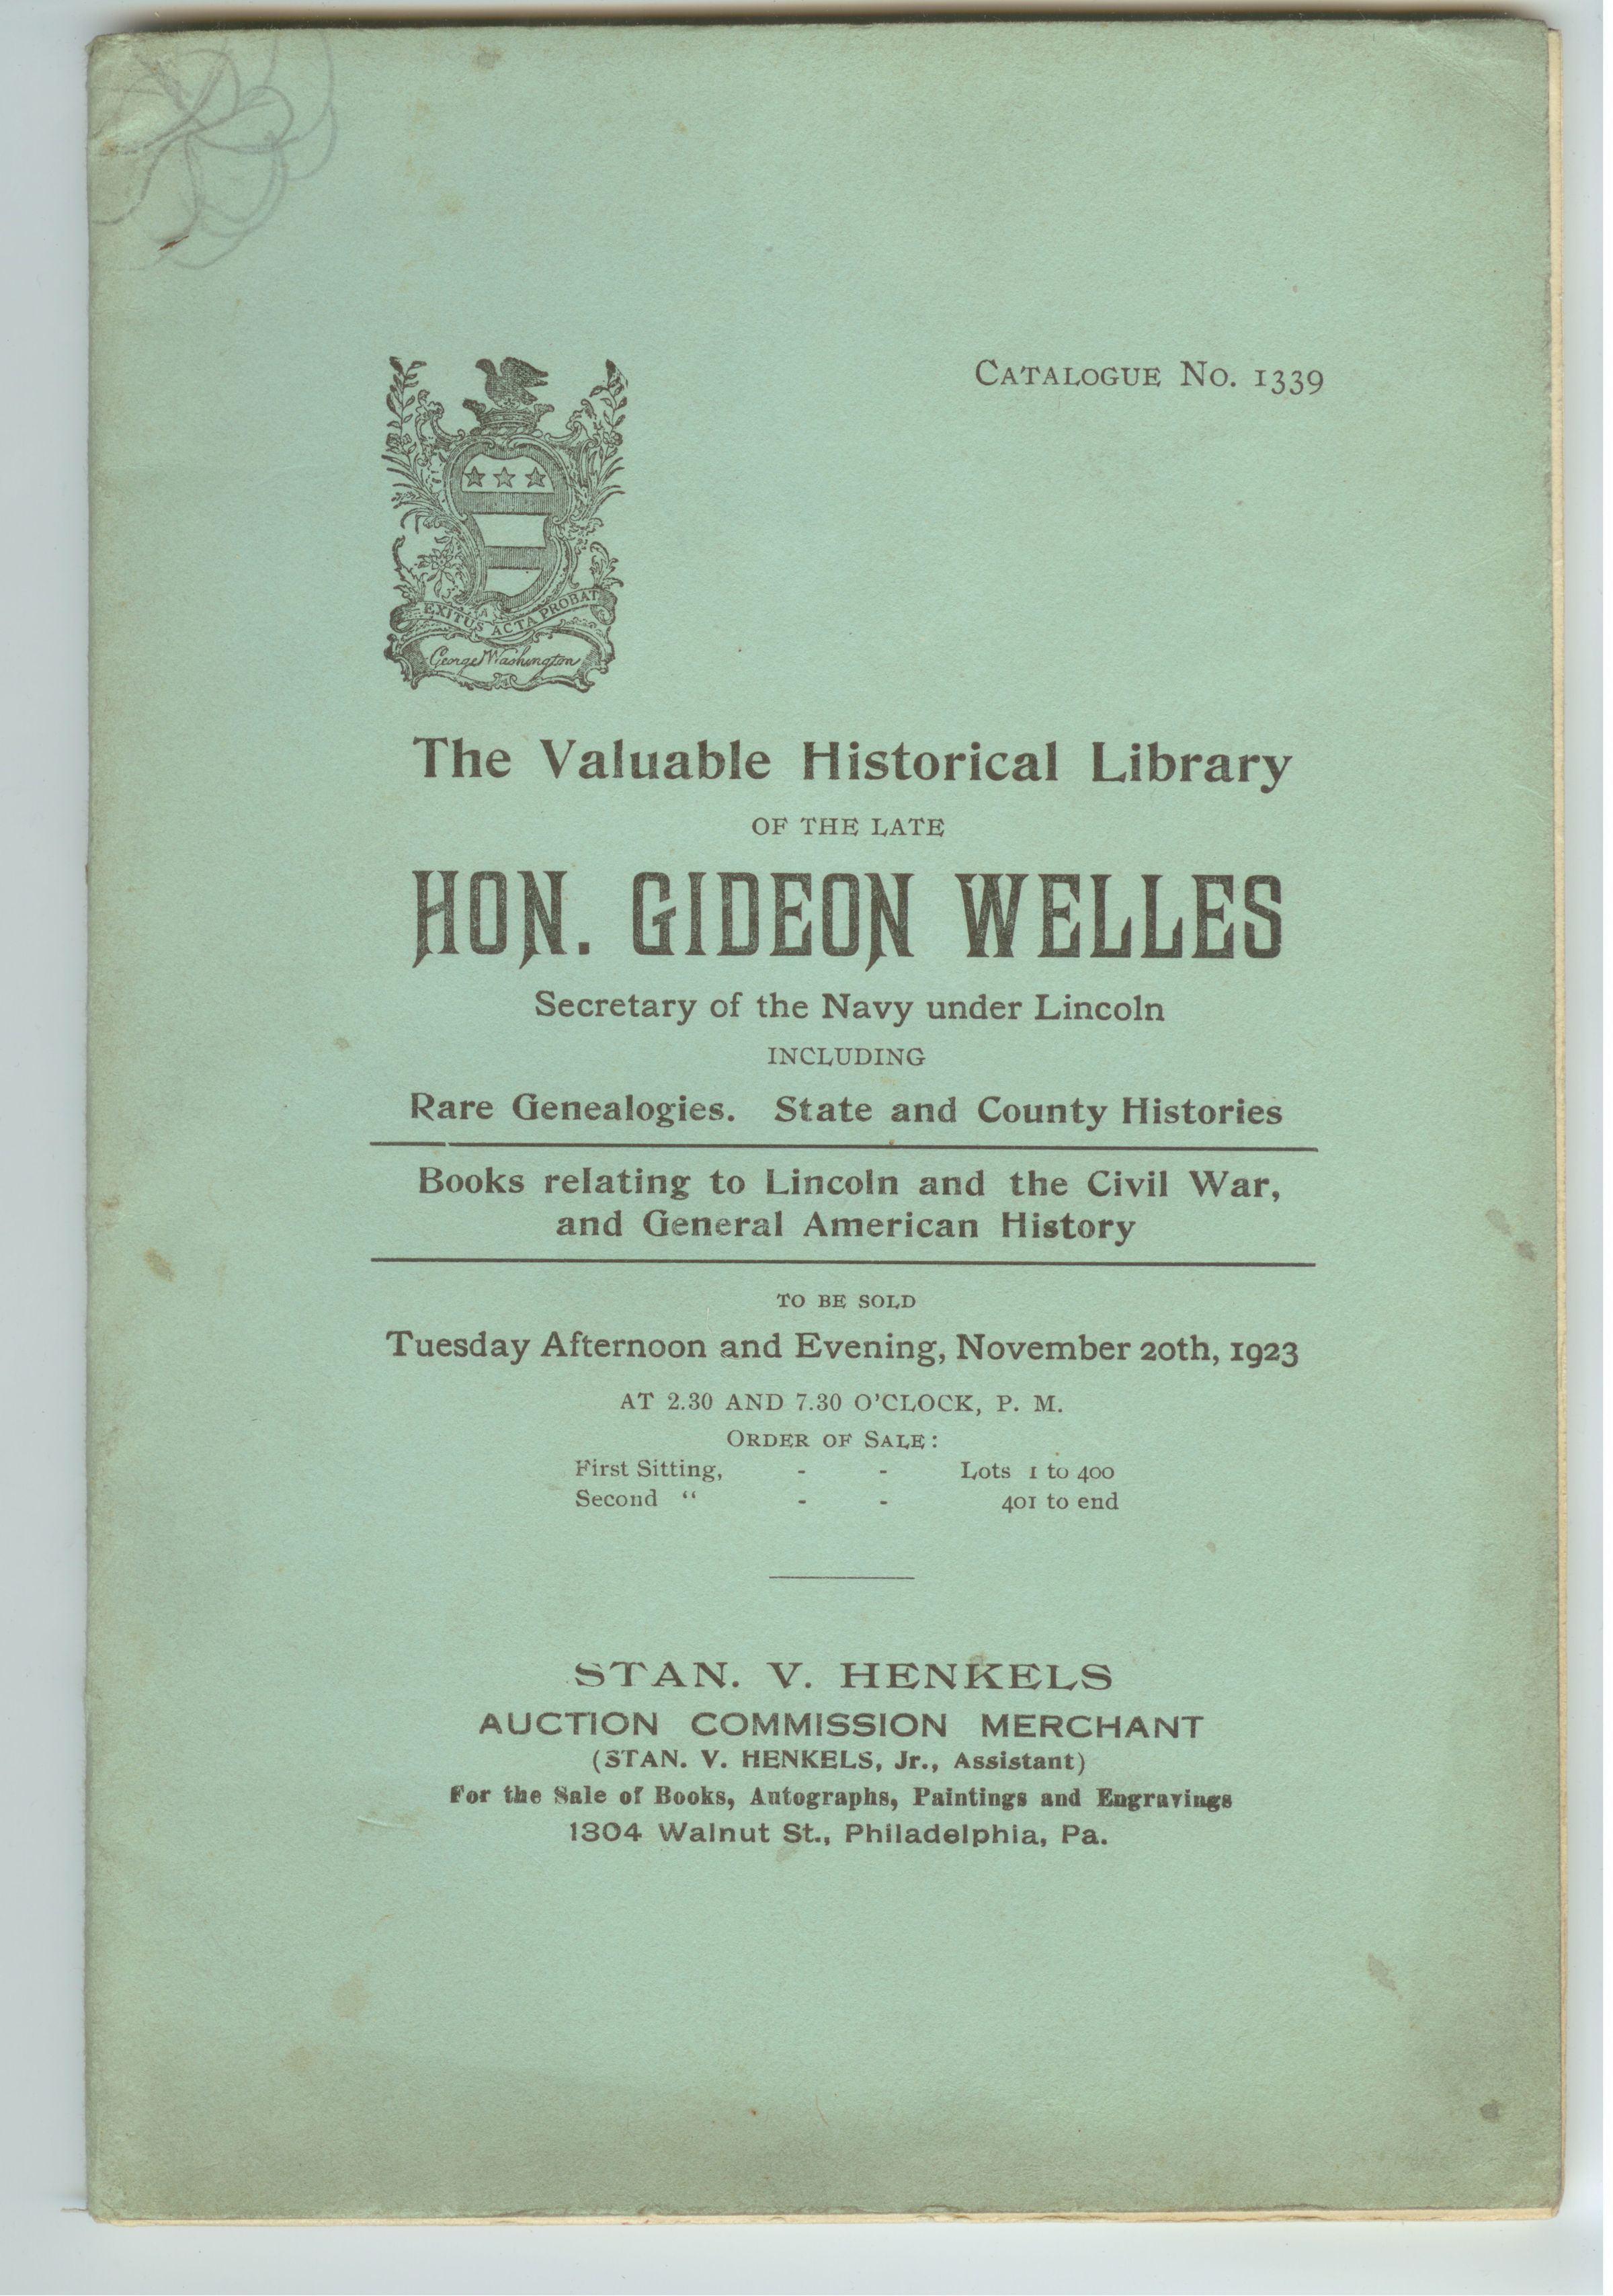 CATALOGUE NO. 1339
EXITUS ACTA PROBAT
George Washington
The Valuable Historical Library
OF THE LATE
HON. GIDEON WELLES
Secretary of the Navy under Lincoln
INCLUDING
Rare Genealogies. State and County Histories
Books relating to Lincoln and the Civil War,
and General American History
TO BE SOLD
Tuesday Afternoon and Evening, November 20th, 1923
AT 2.30 AND 7.30 O'CLOCK, P. M.
ORDER OF SALE:
First Sitting, - - Lots 1 to 400
Second “ - - 401 to end
STAN. V. HENKELS
AUCTION COMMISSION MERCHANT
(STAN. V. HENKELS, Jr., Assistant)
For the Sale of Books, Autographs, Paintings and Engravings
1304 Walnut St., Philadelphia, Pa.